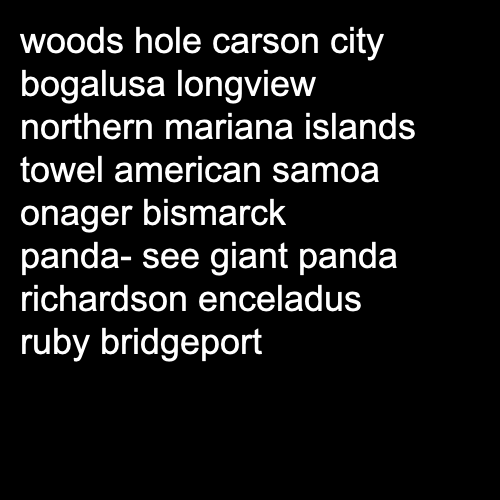 woods hole carson city
bogalusa longview
northern mariana islands
towel american samoa
onager bismarck
panda- see giant panda
richardson enceladus
ruby bridgeport